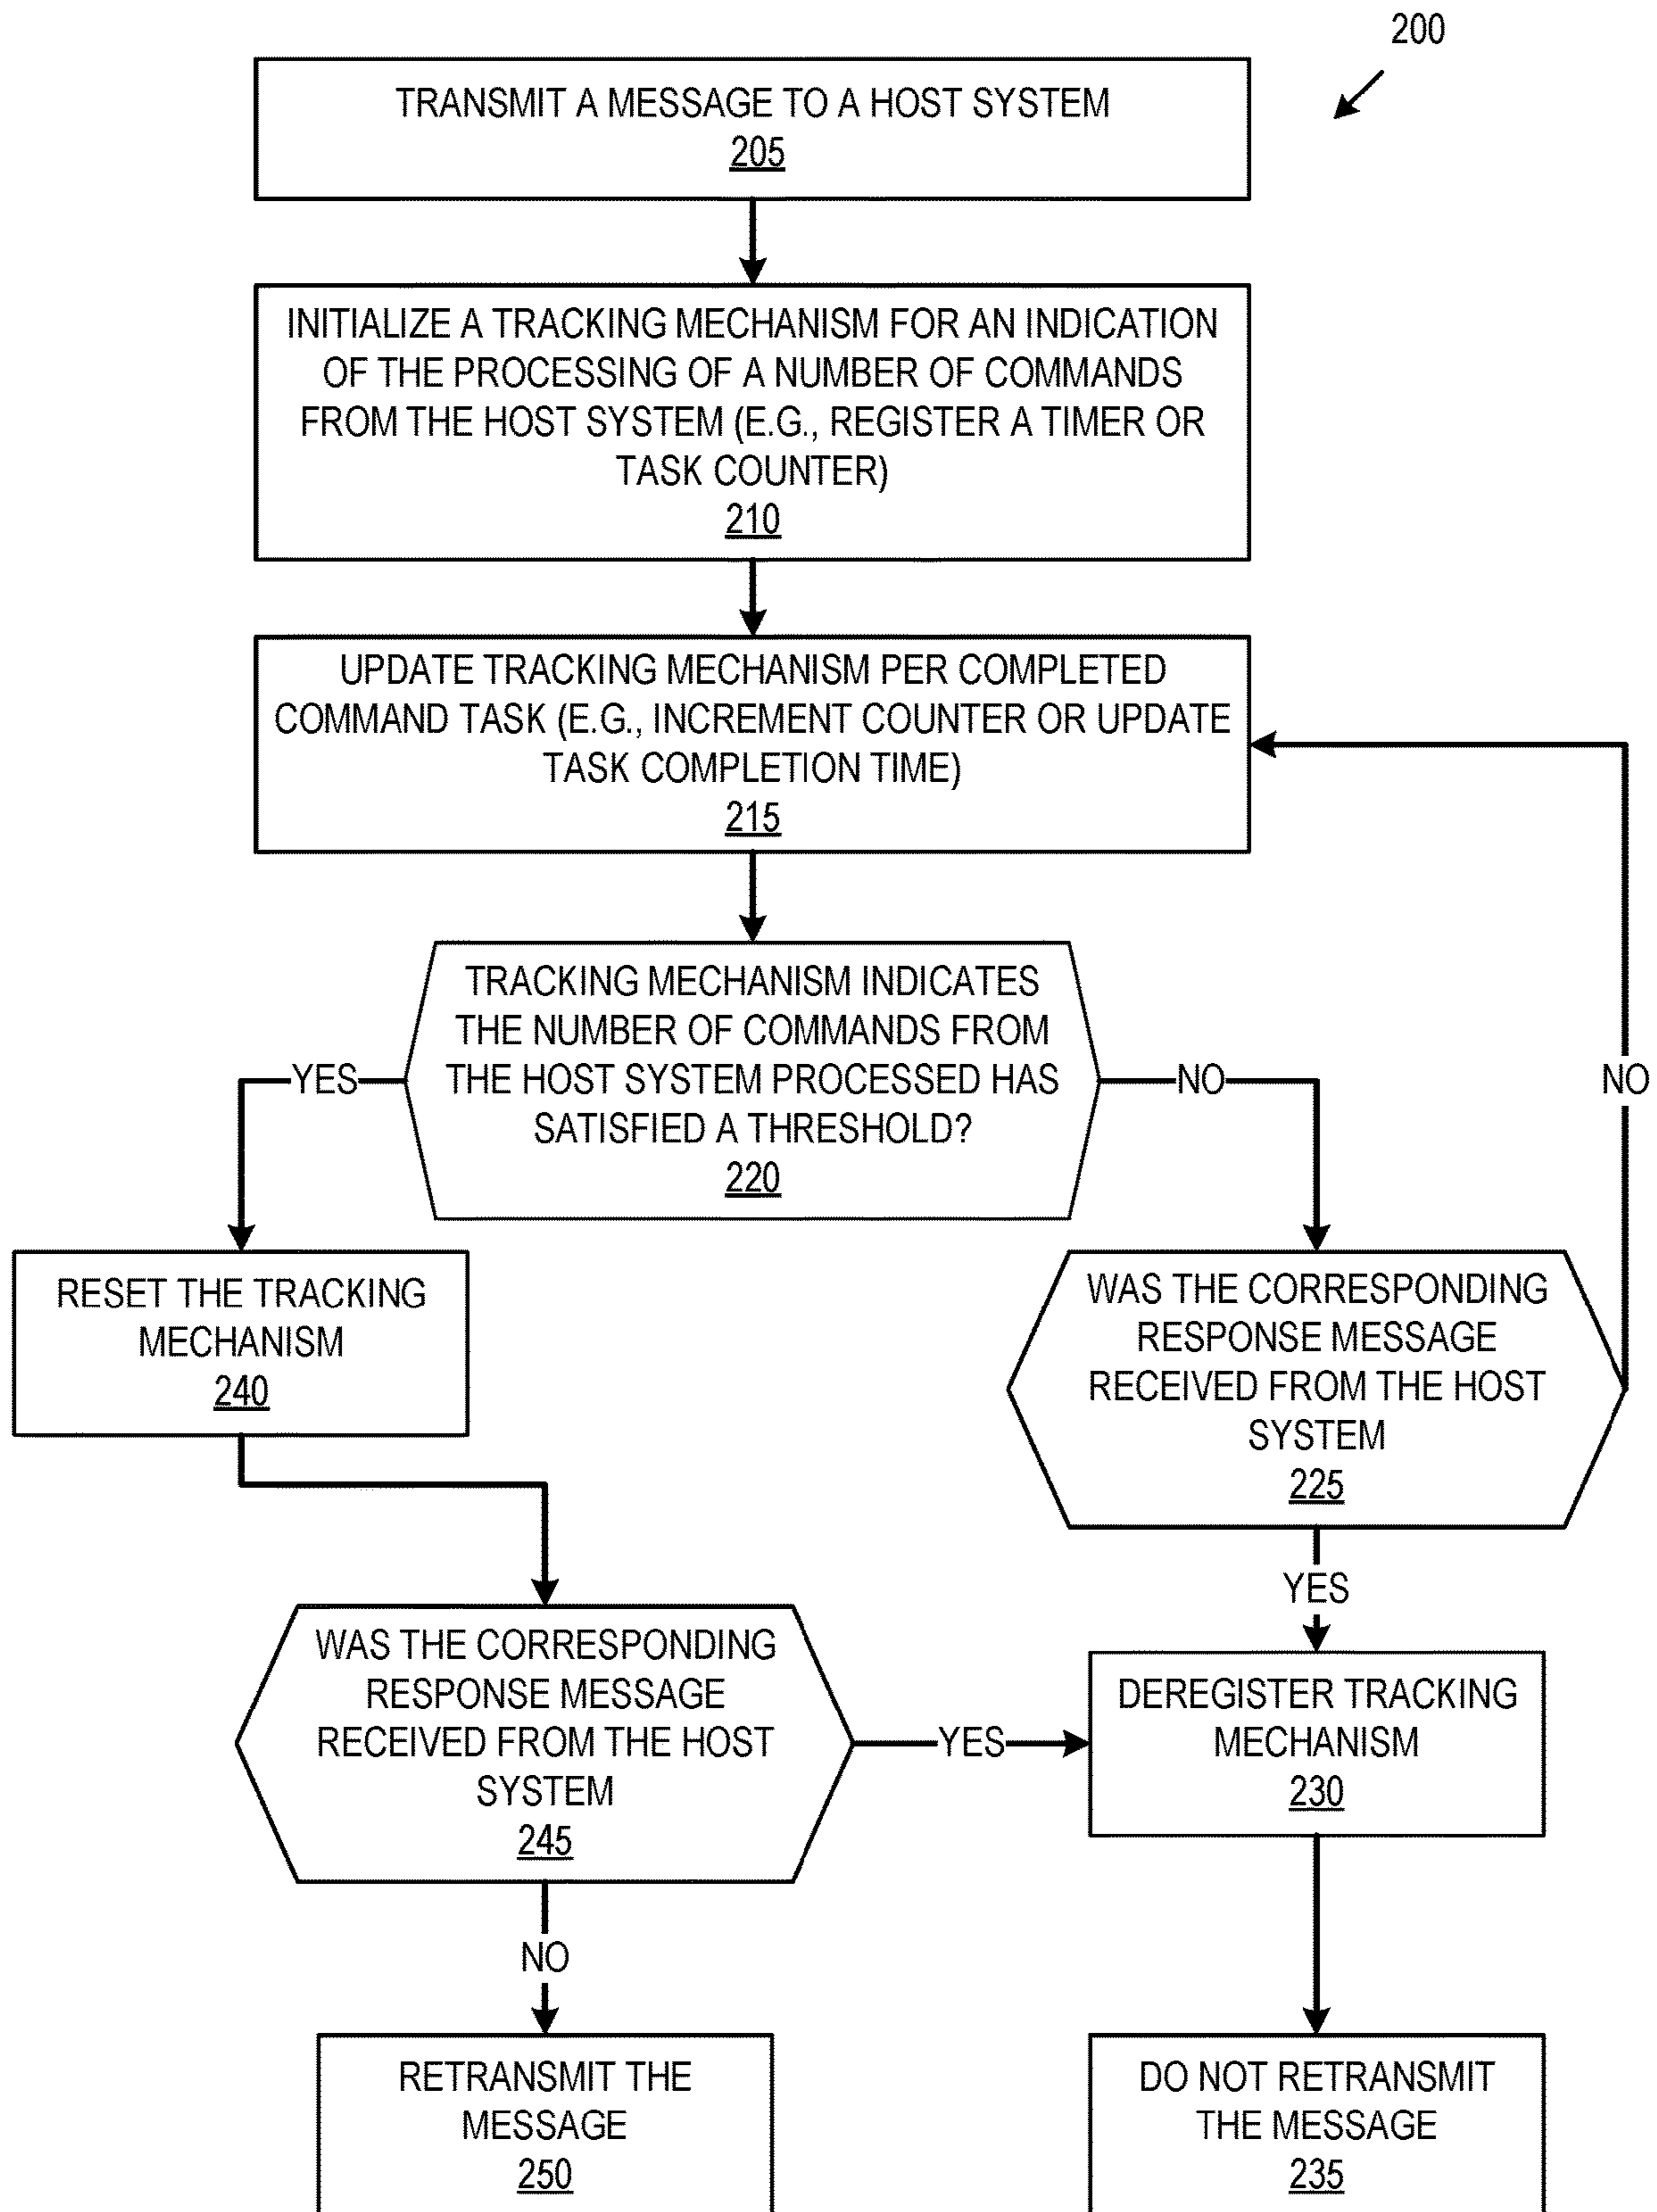 200
TRANSMIT A MESSAGE TO A HOST SYSTEM
205
INITIALIZE A TRACKING MECHANISM FOR AN INDICATION
OF THE PROCESSING OF A NUMBER OF COMMANDS
FROM THE HOST SYSTEM (E.G., REGISTER A TIMER OR
TASK COUNTER)
210
UPDATE TRACKING MECHANISM PER COMPLETED
COMMAND TASK (E.G., INCREMENT COUNTER OR UPDATE
TASK COMPLETION TIME)
215
TRACKING MECHANISM INDICATES
THE NUMBER OF COMMANDS FROM
THE HOST SYSTEM PROCESSED HAS
SATISFIED A THRESHOLD?
220
YES
NO
NO
RESET THE TRACKING
MECHANISM
240
WAS THE CORRESPONDING
RESPONSE MESSAGE
RECEIVED FROM THE HOST
SYSTEM
225
YES
WAS THE CORRESPONDING
RESPONSE MESSAGE
RECEIVED FROM THE HOST
SYSTEM
245
YES
DEREGISTER TRACKING
MECHANISM
230
NO
RETRANSMIT THE
MESSAGE
250
DO NOT RETRANSMIT
THE MESSAGE
235